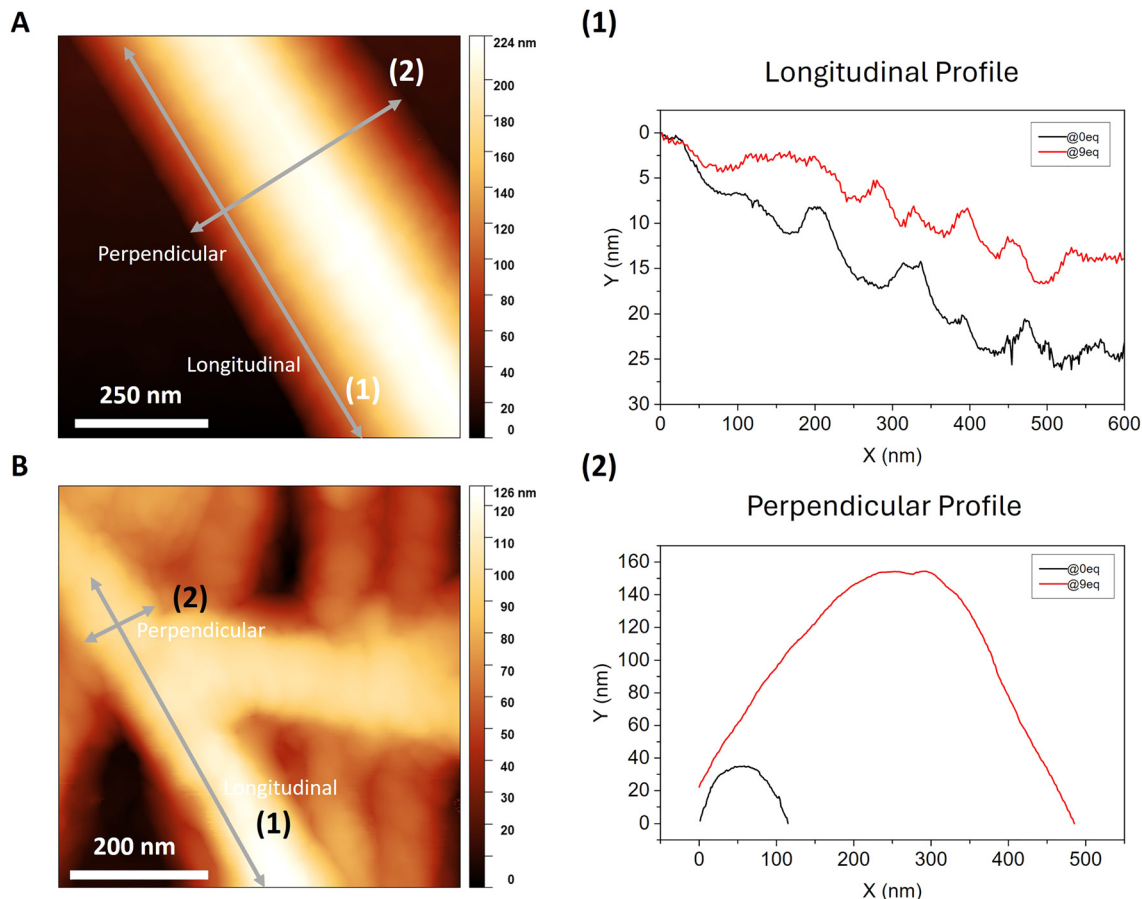 A
224 nm
200
180
160
140
120
100
80
60
40
20
0
(2)
Perpendicular
Longitudinal
(1)
250 nm
(1)
Longitudinal Profile
@0eq
@9eq
0
5
10
15
20
25
30
Y (nm)
0 100 200 300 400 500 600
X (nm)
B
126 nm
120
110
100
90
80
70
60
50
40
30
20
10
0
(2)
Perpendicular
Longitudinal
(1)
200 nm
(2)
Perpendicular Profile
@0eq
@9eq
160
140
120
100
80
60
40
20
0
Y (nm)
0 100 200 300 400 500
X (nm)